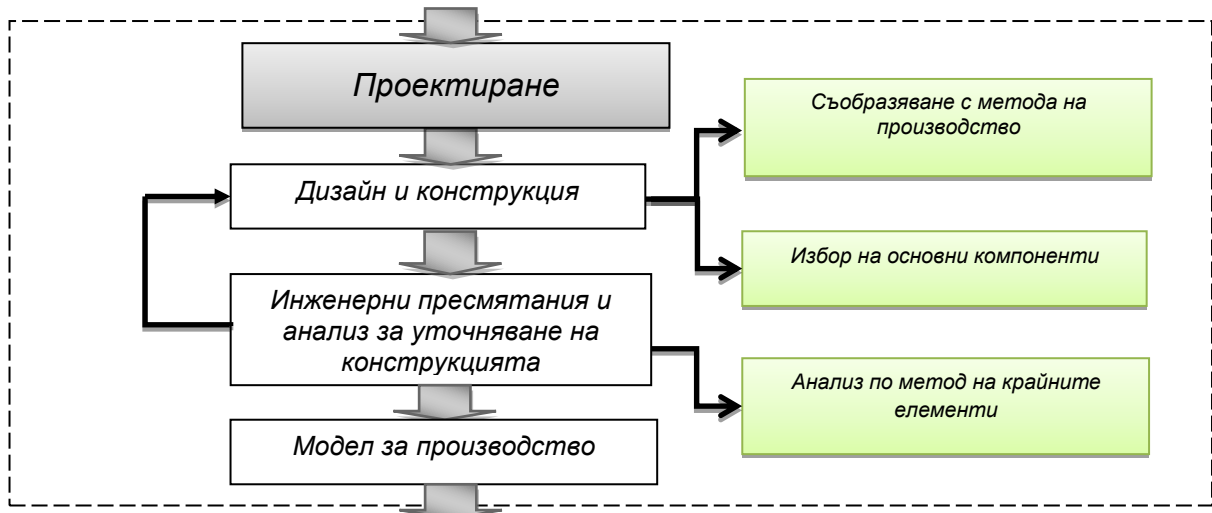 Проектиране
Съобразяване с метода на
производство
Дизайн и конструкция
Избор на основни компоненти
Инженерни пресмятания и
анализ за уточняване на
конструкцията
Анализ по метод на крайните
елементи
Модел за производство